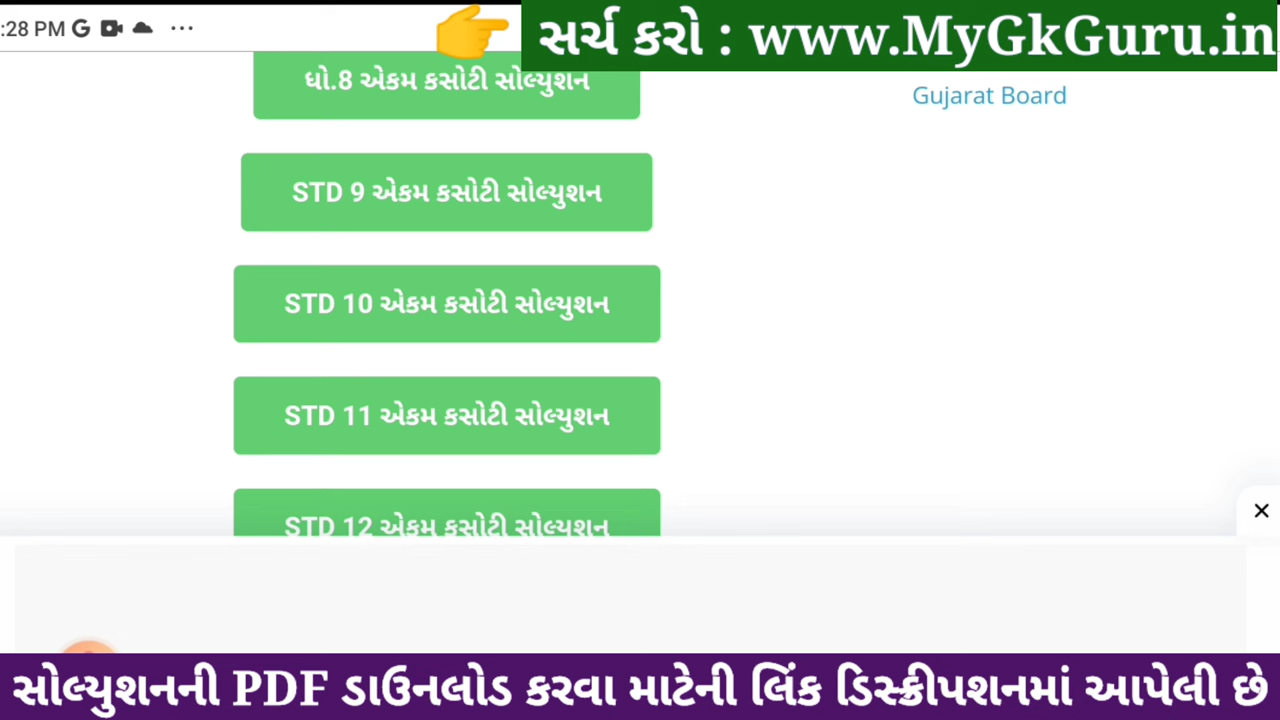 :28 PM
સર્ચ કરો : www.MyGkGuru.in
ધો.8 એકમ કસોટી સોલ્યુશન
Gujarat Board
STD 9 એકમ કસોટી સોલ્યુશન
STD 10 એકમ કસોટી સોલ્યુશન
STD 11 એકમ કસોટી સોલ્યુશન
STD 12 એકમ કસોટી સોલ્યુશન
સોલ્યુશનની PDF ડાઉનલોડ કરવા માટેની લિંક ડિસ્ક્રીપશનમાં આપેલી છે